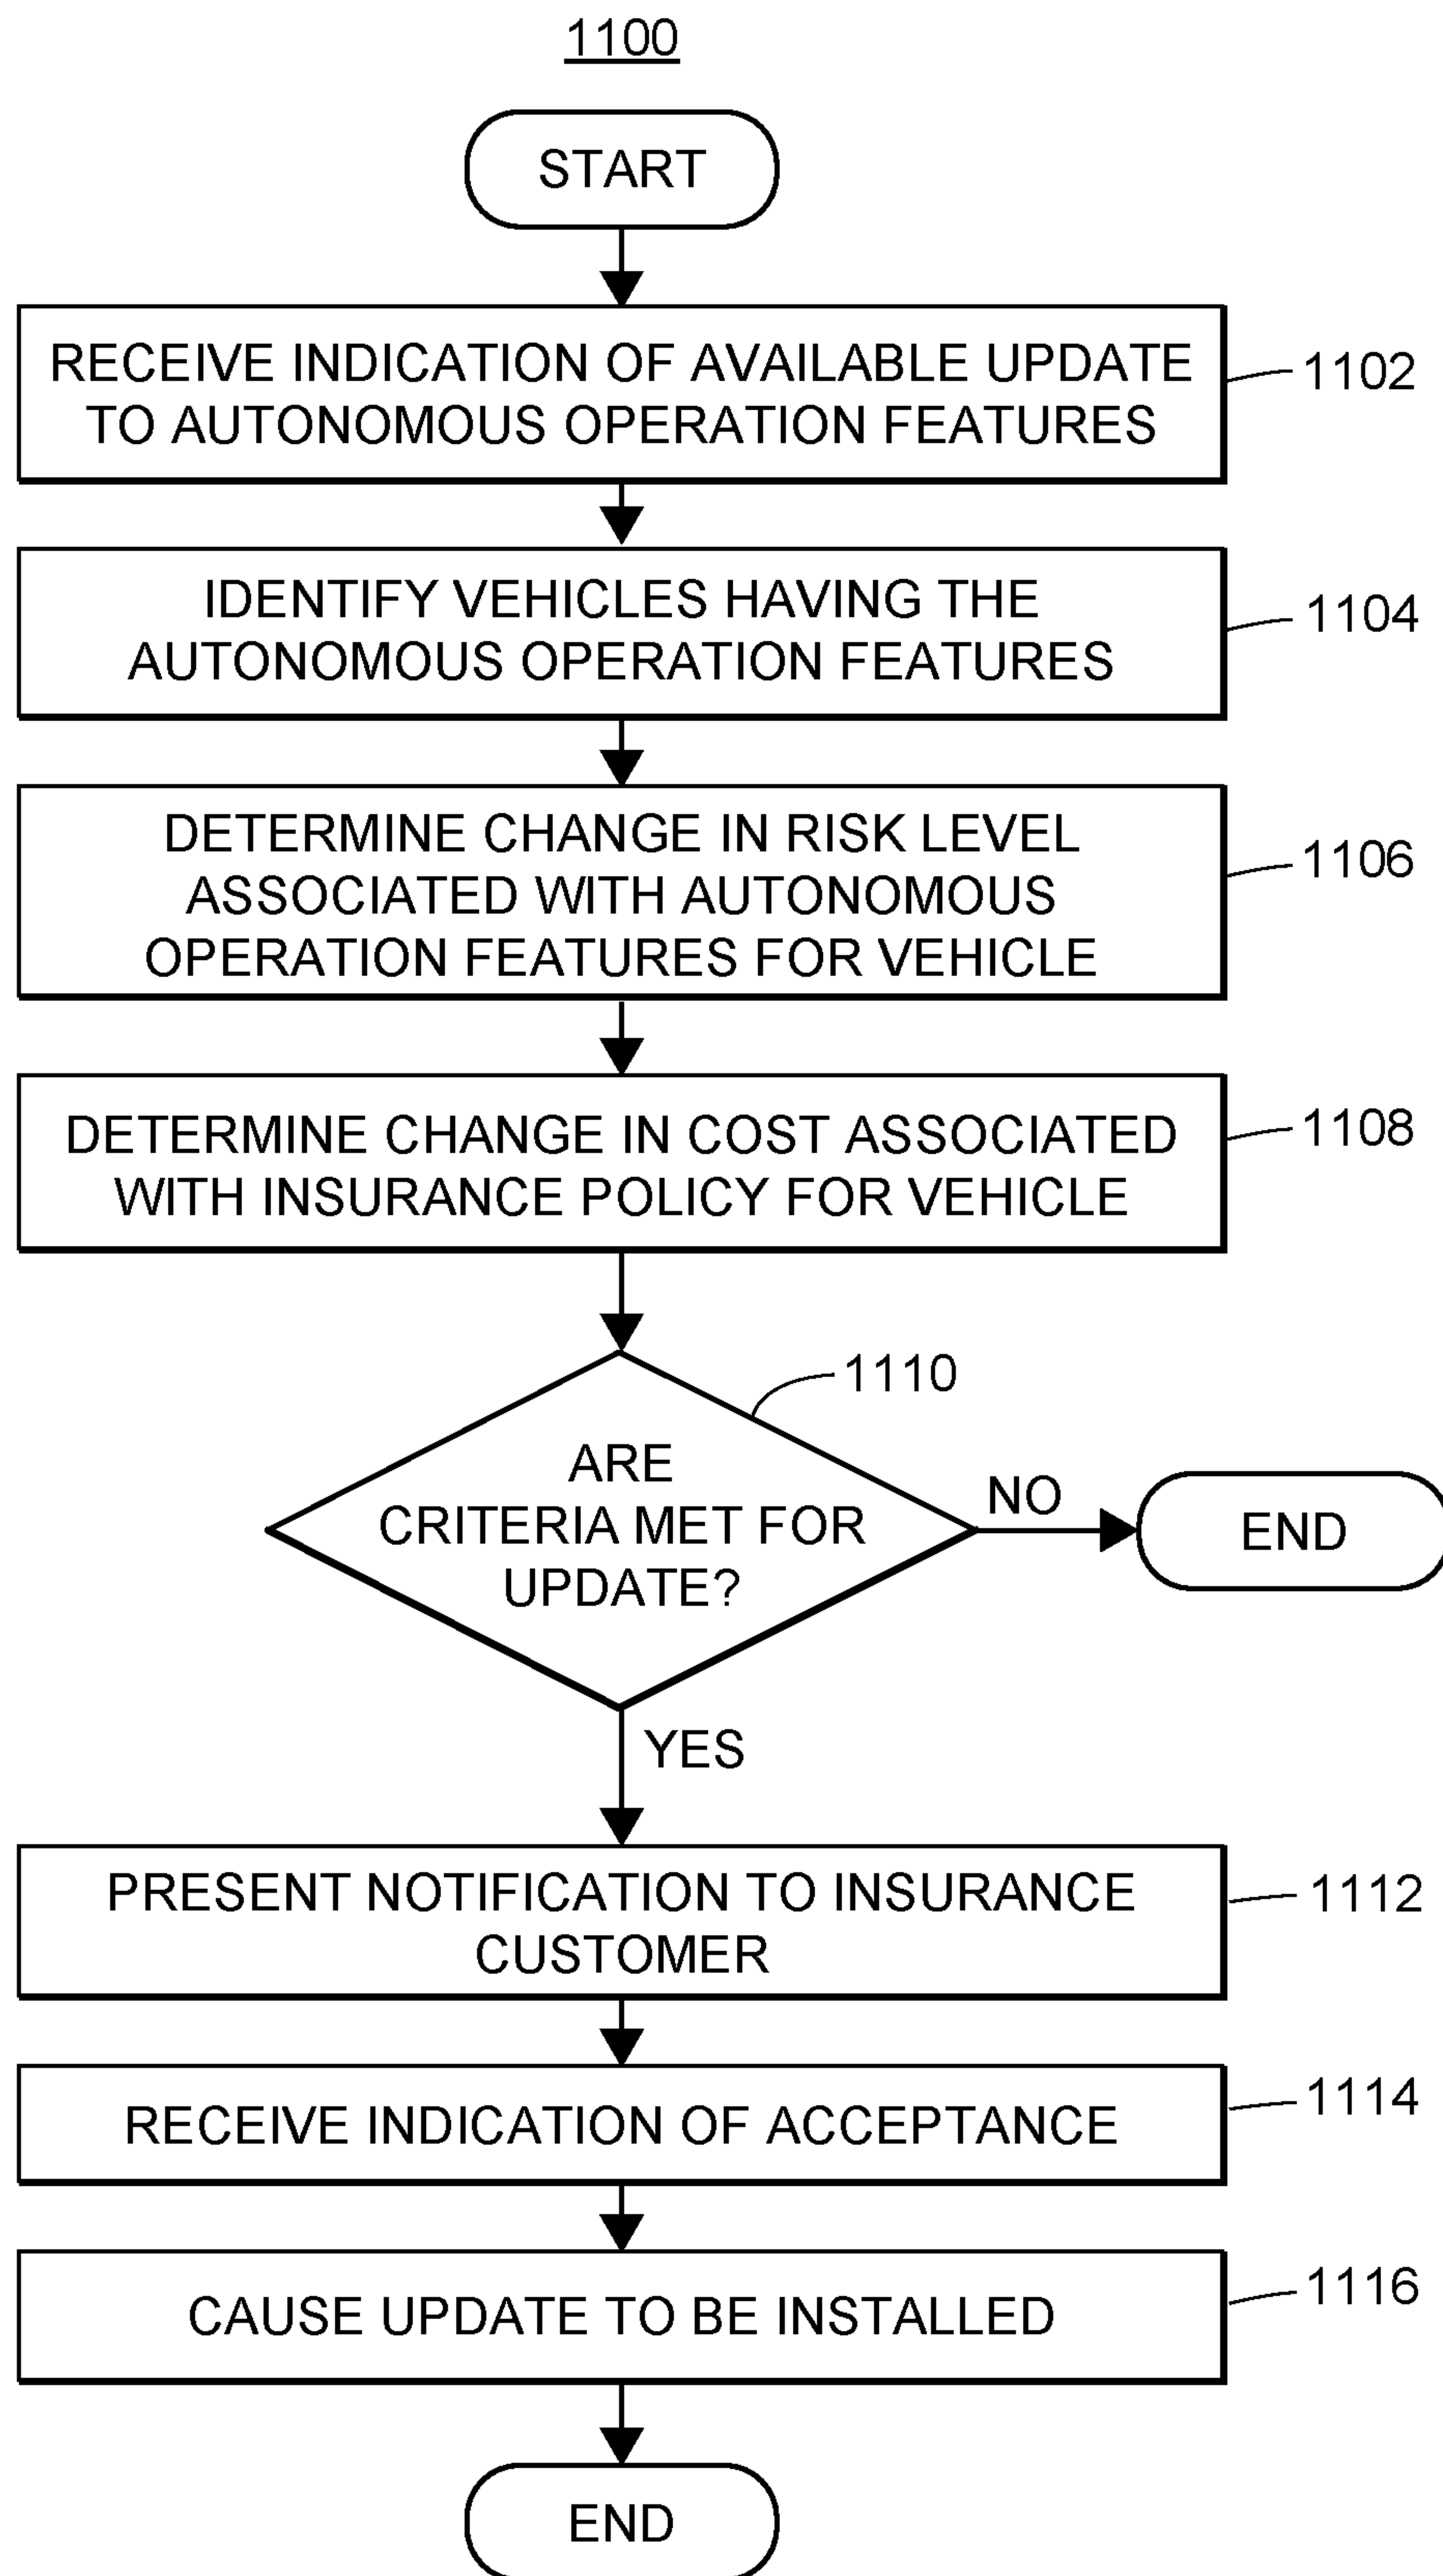 1100
START
RECEIVE INDICATION OF AVAILABLE UPDATE
TO AUTONOMOUS OPERATION FEATURES
1102
IDENTIFY VEHICLES HAVING THE
AUTONOMOUS OPERATION FEATURES
1104
DETERMINE CHANGE IN RISK LEVEL
ASSOCIATED WITH AUTONOMOUS
OPERATION FEATURES FOR VEHICLE
1106
DETERMINE CHANGE IN COST ASSOCIATED
WITH INSURANCE POLICY FOR VEHICLE
1108
1110
ARE
CRITERIA MET FOR
UPDATE?
NO
END
YES
PRESENT NOTIFICATION TO INSURANCE
CUSTOMER
1112
RECEIVE INDICATION OF ACCEPTANCE
1114
CAUSE UPDATE TO BE INSTALLED
1116
END